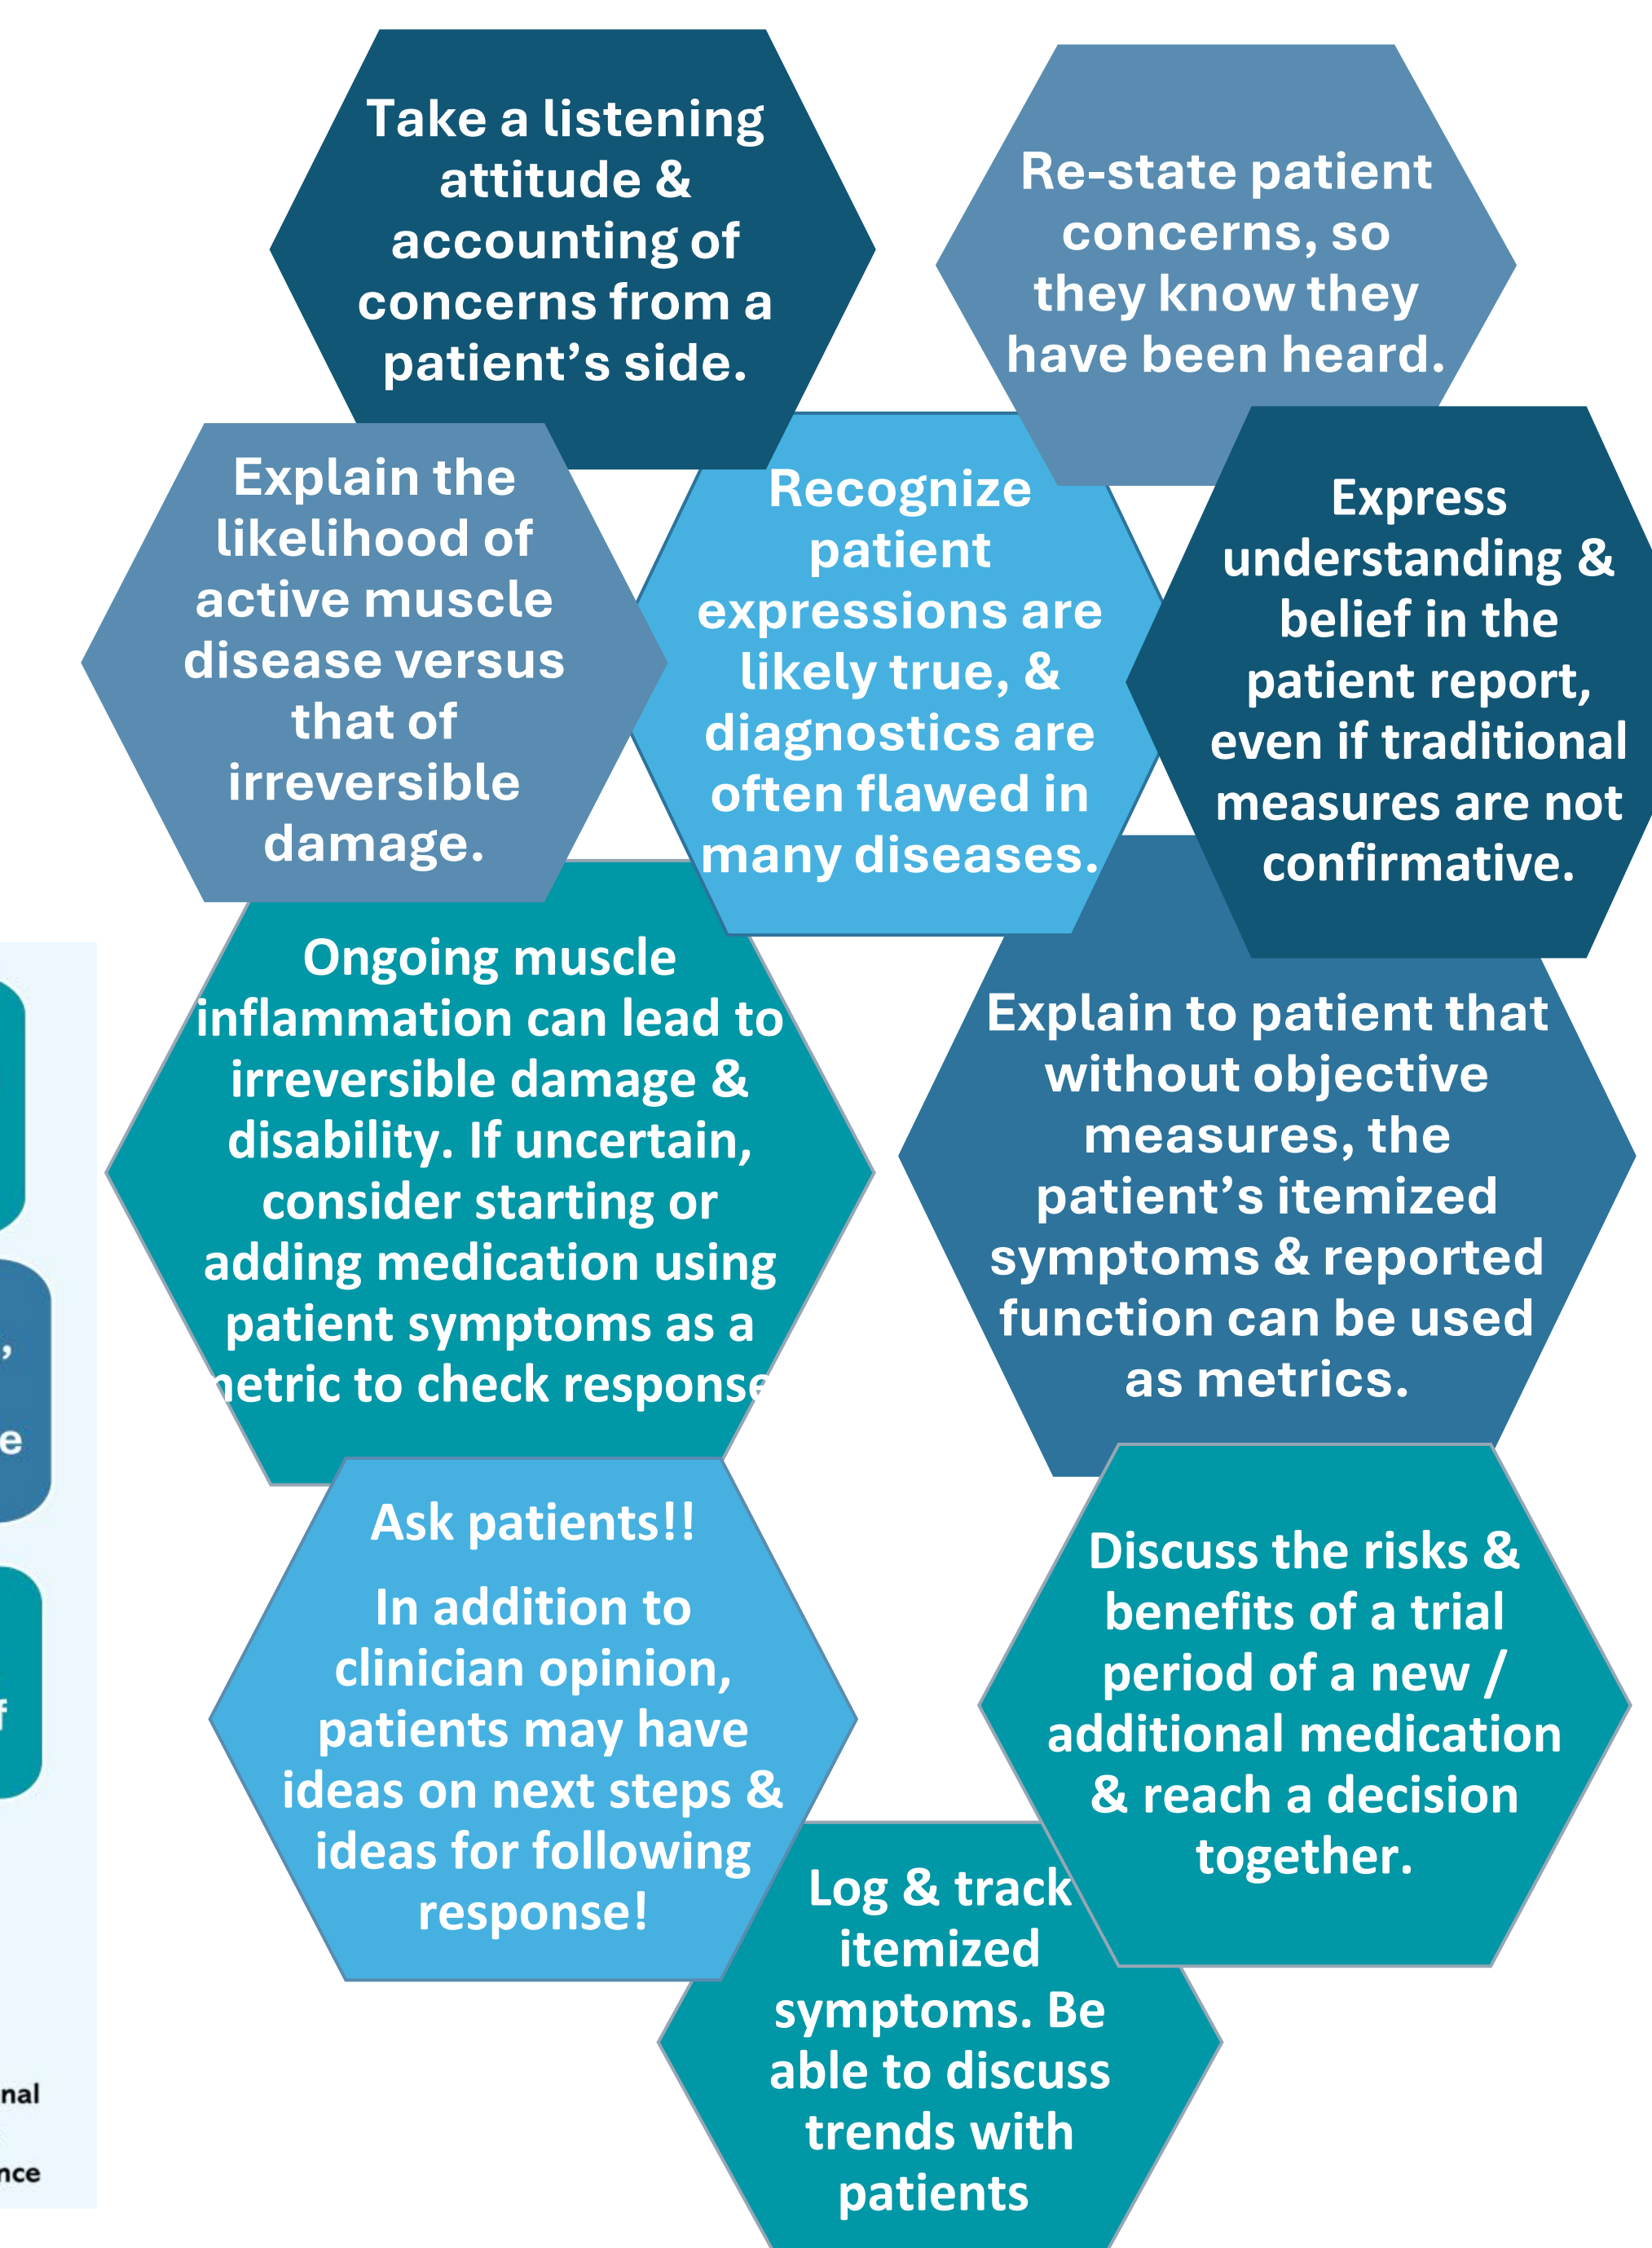 Take a listening
attitude &
accounting of
concerns from a
patient’s side.
Re-state patient
concerns, so
they know they
have been heard.
Explain the
likelihood of
active muscle
disease versus
that of
irreversible
damage.
Recognize
patient
expressions are
likely true, &
diagnostics are
often flawed in
many diseases.
Express
understanding &
belief in the
patient report,
even if traditional
measures are not
confirmative.
Ongoing muscle
inflammation can lead to
irreversible damage &
disability. If uncertain,
consider starting or
adding medication using
patient symptoms as a
etric to check response
Explain to patient that
without objective
measures, the
patient’s itemized
symptoms & reported
function can be used
as metrics.
Ask patients!!
In addition to
clinician opinion,
patients may have
ideas on next steps &
ideas for following
response!
Discuss the risks &
benefits of a trial
period of a new /
additional medication
& reach a decision
together.
Log & track
itemized
symptoms. Be
able to discuss
trends with
patients
,
e
f
nal
nce